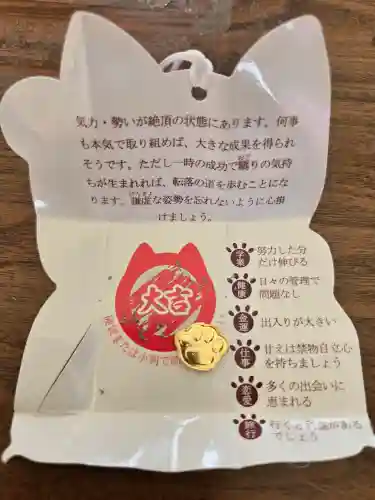 気力・勢いが絶頂の状態にあります。何事
も本気で取り組めば、大きな成果を得られ
そうです。ただし一時の成功で驕りの気持
ちが生まれれば、転落の道を歩むことにな
ります。謙虚な姿勢を忘れないように心掛
けましょう。
大吉
学業 努力した分
だけ伸びる
健康 日々の管理で
問題なし
金運 出入りが大きい
仕事 甘えは禁物自立心
を持ちましょう
恋愛 多くの出会いに
恵まれる
旅行
でしょう